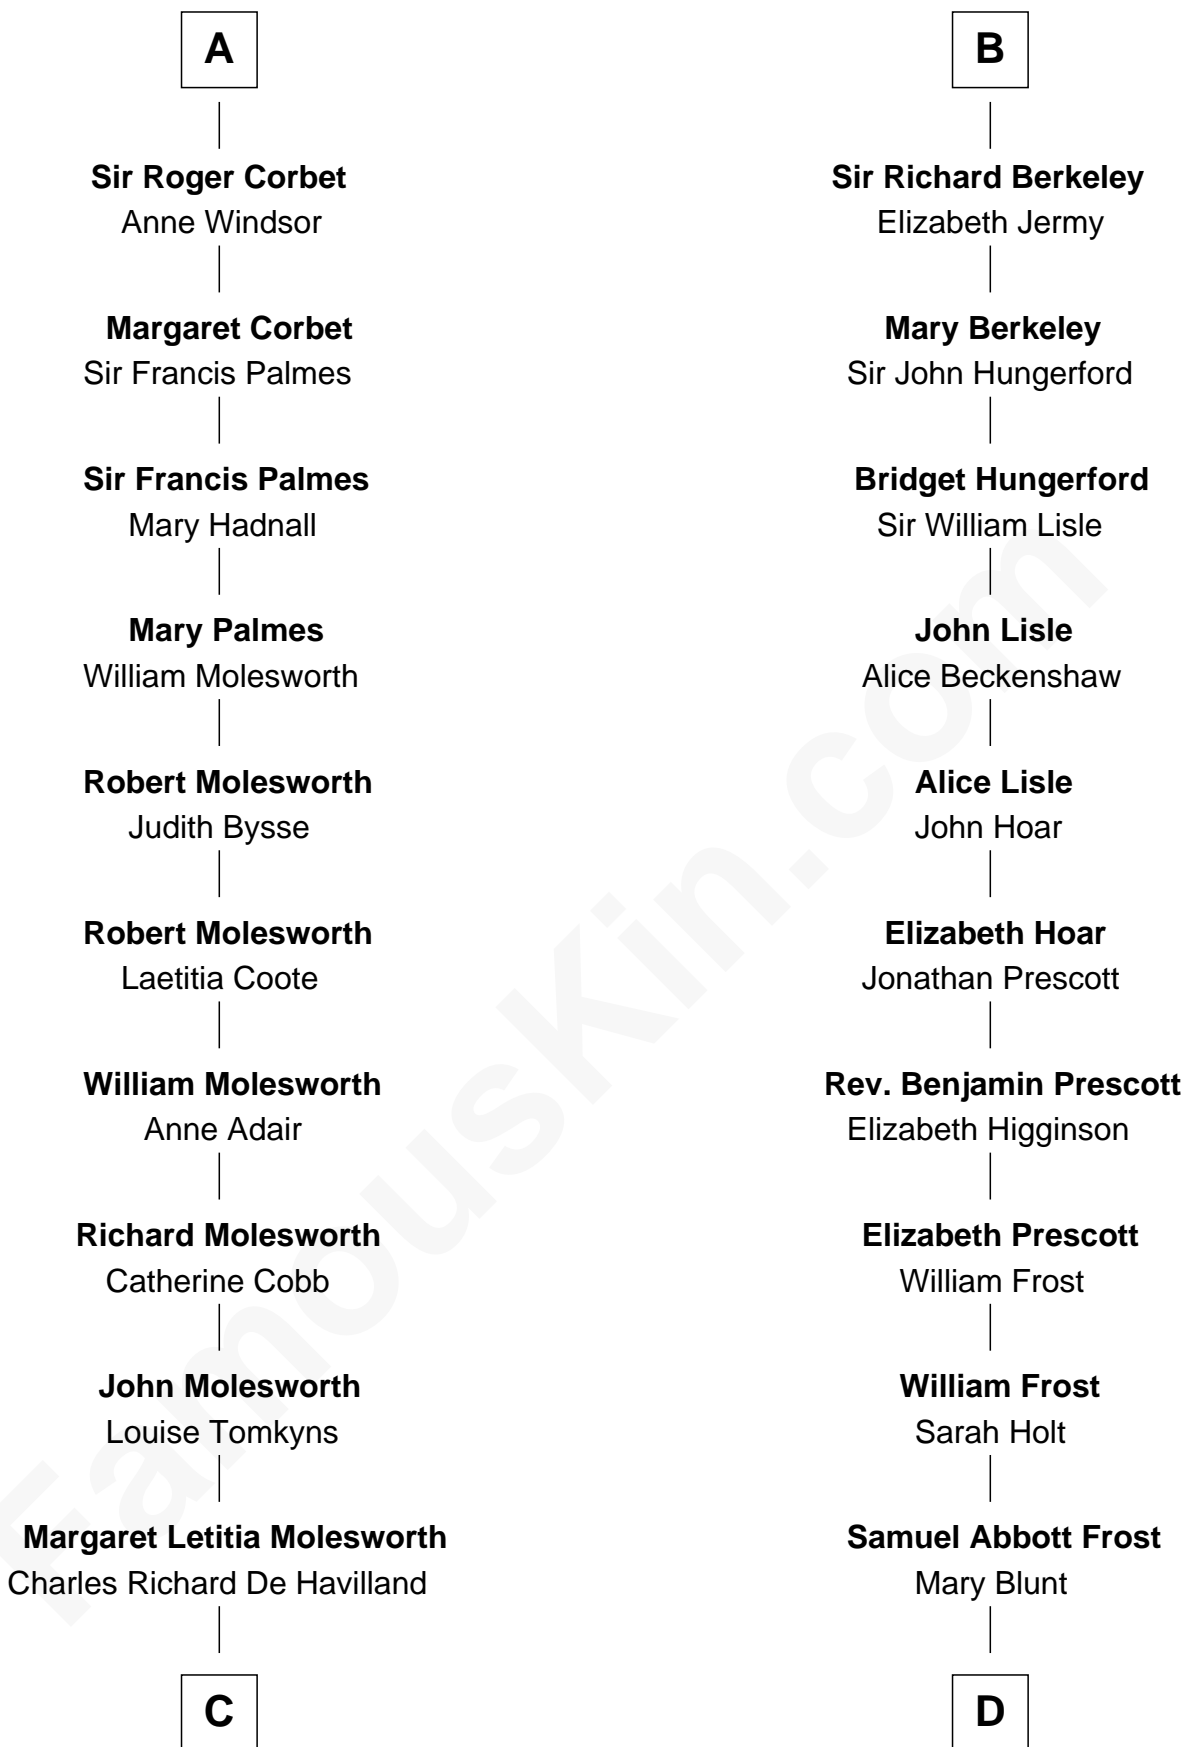 A
Sir Roger Corbet
Anne Windsor
Margaret Corbet
Sir Francis Palmes
Sir Francis Palmes
Mary Hadnall
Mary Palmes
William Molesworth
Robert Molesworth
Judith Bysse
Robert Molesworth
Laetitia Coote
William Molesworth
Anne Adair
Richard Molesworth
Catherine Cobb
John Molesworth
Louise Tomkyns
Margaret Letitia Molesworth
Charles Richard De Havilland
C
B
Sir Richard Berkeley
Elizabeth Jermy
Mary Berkeley
Sir John Hungerford
Bridget Hungerford
Sir William Lisle
John Lisle
Alice Beckenshaw
Alice Lisle
John Hoar
Elizabeth Hoar
Jonathan Prescott
Rev. Benjamin Prescott
Elizabeth Higginson
Elizabeth Prescott
William Frost
William Frost
Sarah Holt
Samuel Abbott Frost
Mary Blunt
D
FamousKin.com